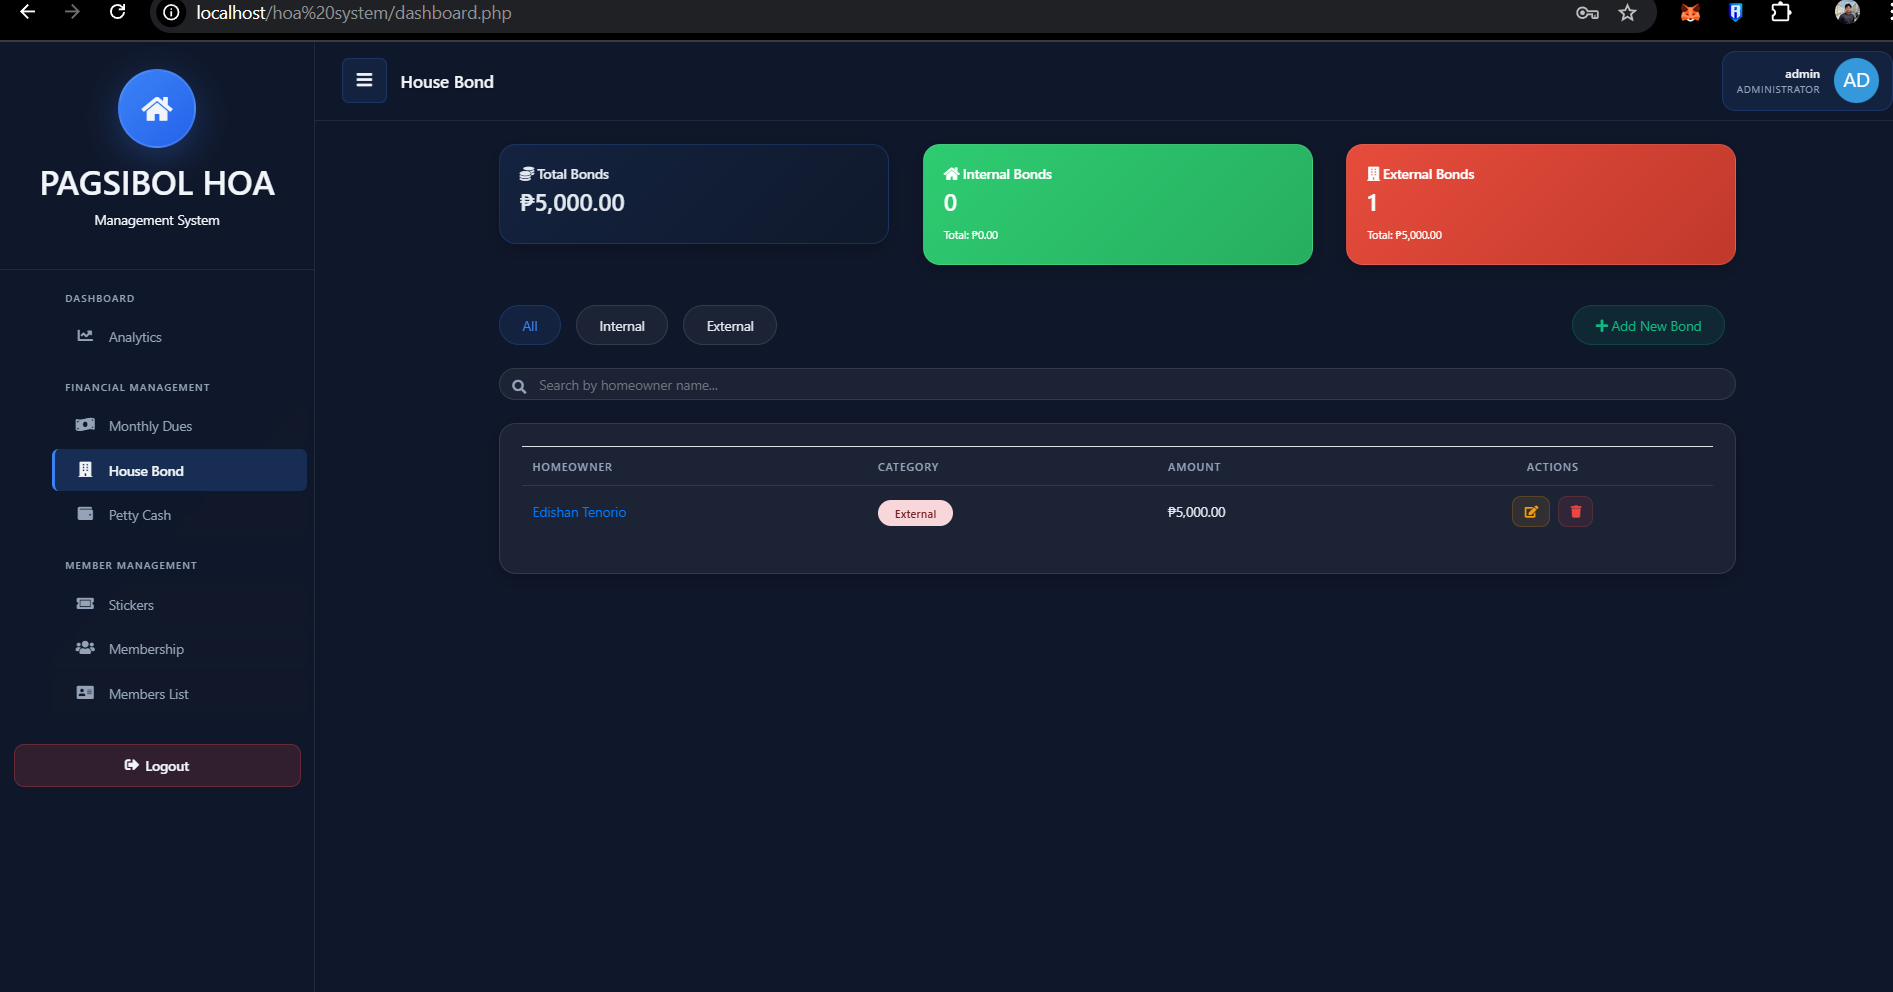 localhost/hoa%20system/dashboard.php
PAGSIBOL HOA
Management System
DASHBOARD
Analytics
FINANCIAL MANAGEMENT
Monthly Dues
House Bond
Petty Cash
MEMBER MANAGEMENT
Stickers
Membership
Members List
Logout
House Bond
admin
ADMINISTRATOR
AD
Total Bonds
₱5,000.00
Internal Bonds
0
Total: ₱0.00
External Bonds
1
Total: ₱5,000.00
All Internal External
Add New Bond
Search by homeowner name...
HOMEOWNER CATEGORY AMOUNT ACTIONS
Edishan Tenorio External ₱5,000.00